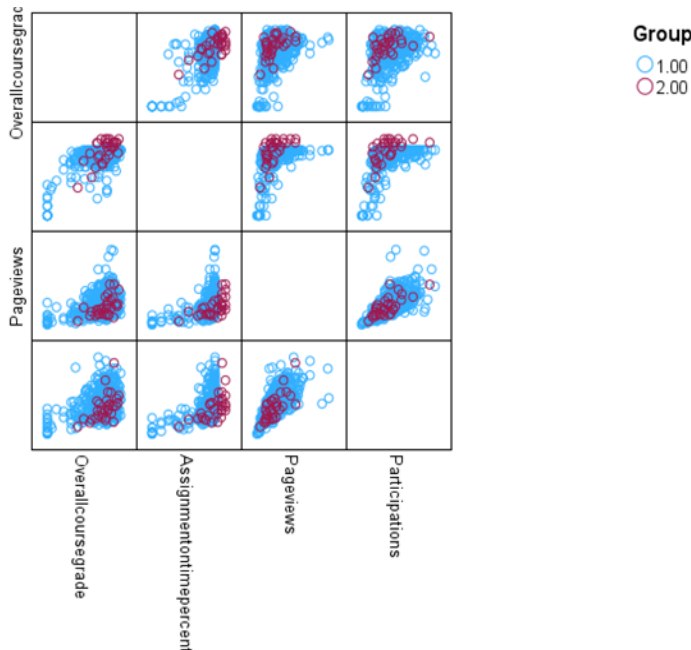 Overallcoursegrad
Group
1.00
2.00
Pageviews
Overallcoursegrade
Assignmentontimepercent
Pageviews
Participations